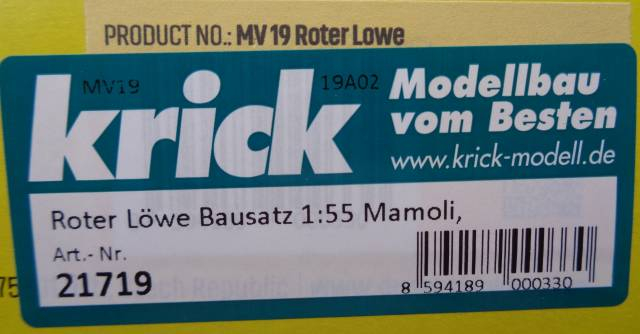 PRODUCT NO.: MV 19 Roter Lowe
MV19
19A02
krick
Modellbau
vom Besten
www.krick-modell.de
Roter Löwe Bausatz 1:55 Mamoli,
Art.- Nr.
21719
8 594189 000330